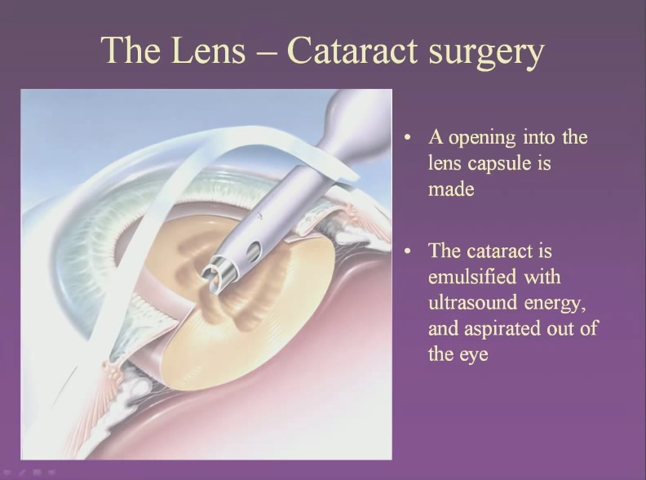 The Lens – Cataract surgery
• A opening into the
lens capsule is
made
• The cataract is
emulsified with
ultrasound energy,
and aspirated out of
the eye